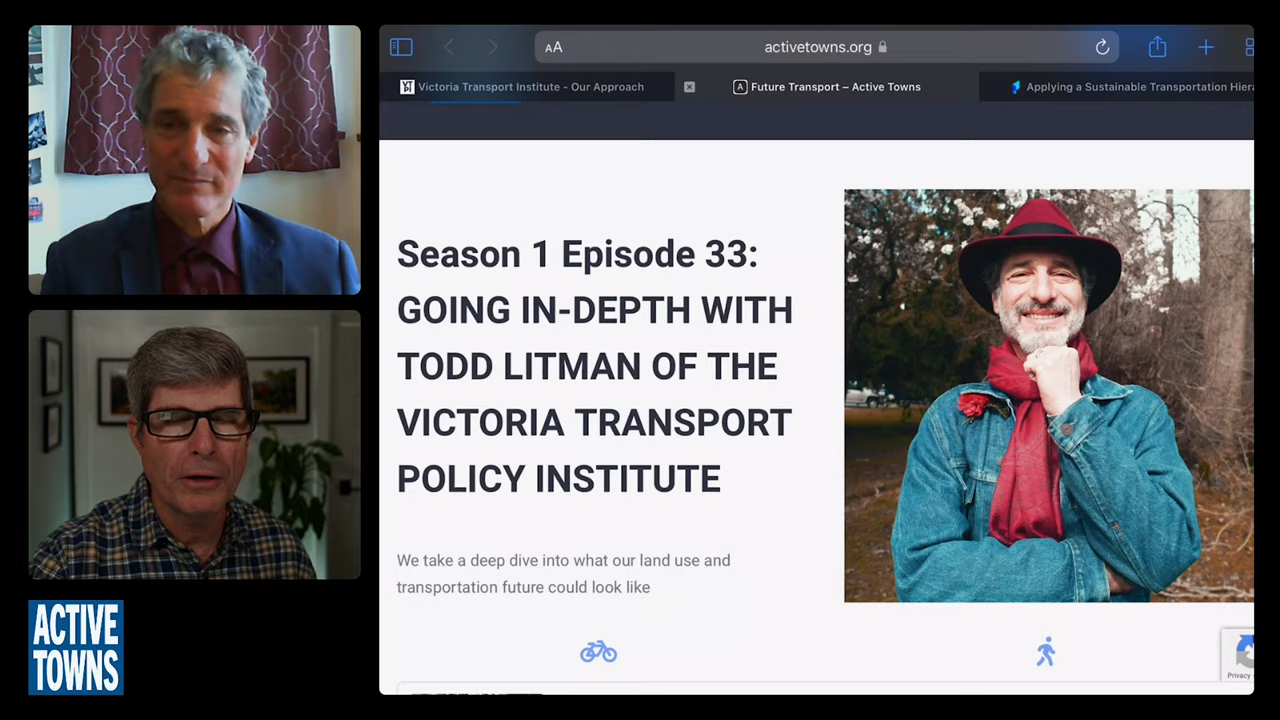 AA
activetowns.org
Victoria Transport Institute - Our Approach
Future Transport – Active Towns
Applying a Sustainable Transportation Hiera
Season 1 Episode 33:
GOING IN-DEPTH WITH
TODD LITMAN OF THE
VICTORIA TRANSPORT
POLICY INSTITUTE
We take a deep dive into what our land use and
transportation future could look like
Privacy
ACTIVE
TOWNS